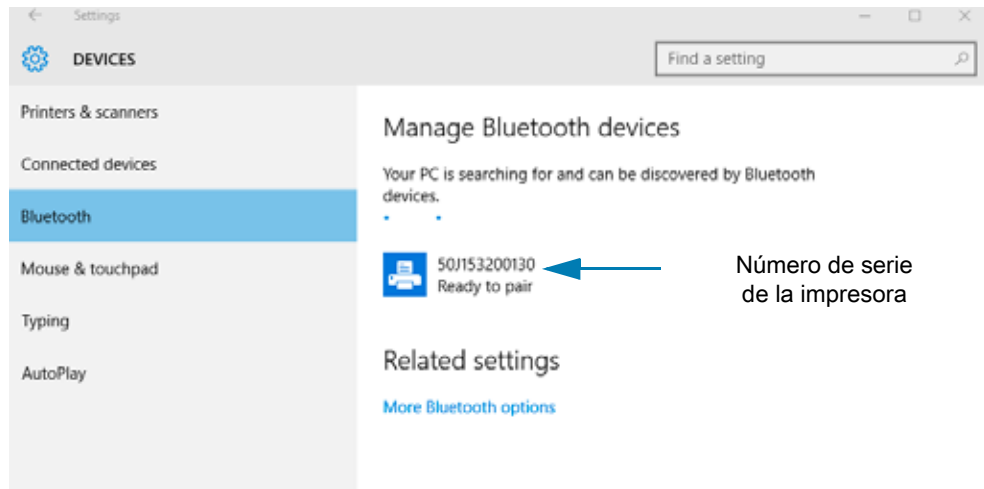 Settings
DEVICES
Find a setting
Printers & scanners
Connected devices
Bluetooth
Mouse & touchpad
Typing
AutoPlay
Manage Bluetooth devices
Your PC is searching for and can be discovered by Bluetooth
devices.
50J153200130
Ready to pair
Número de serie
de la impresora
Related settings
More Bluetooth options